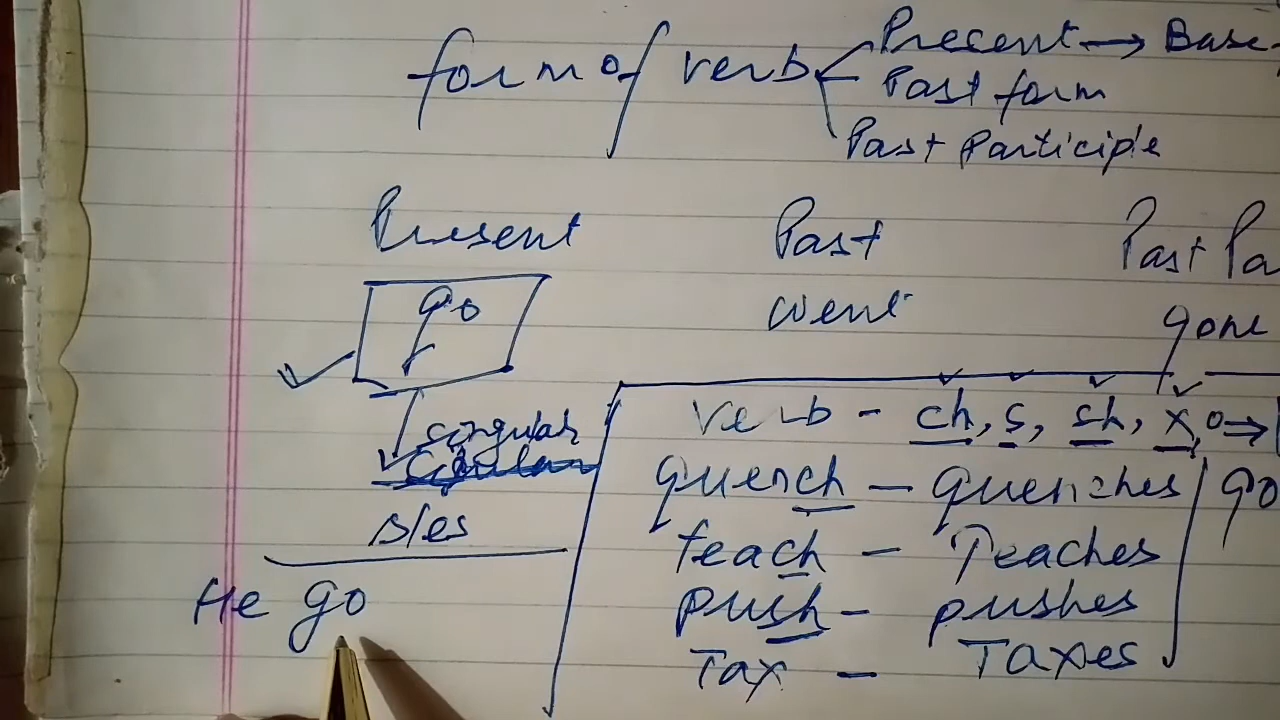 form of verb
Present → Base
Past form
Past Participle
Present Past Past Pa
go went gone
singular
s/es
He go
verb - ch, s, sh, x, o ⇒
quench - quenches go
teach - Teaches
push - pushes
Tax - Taxes